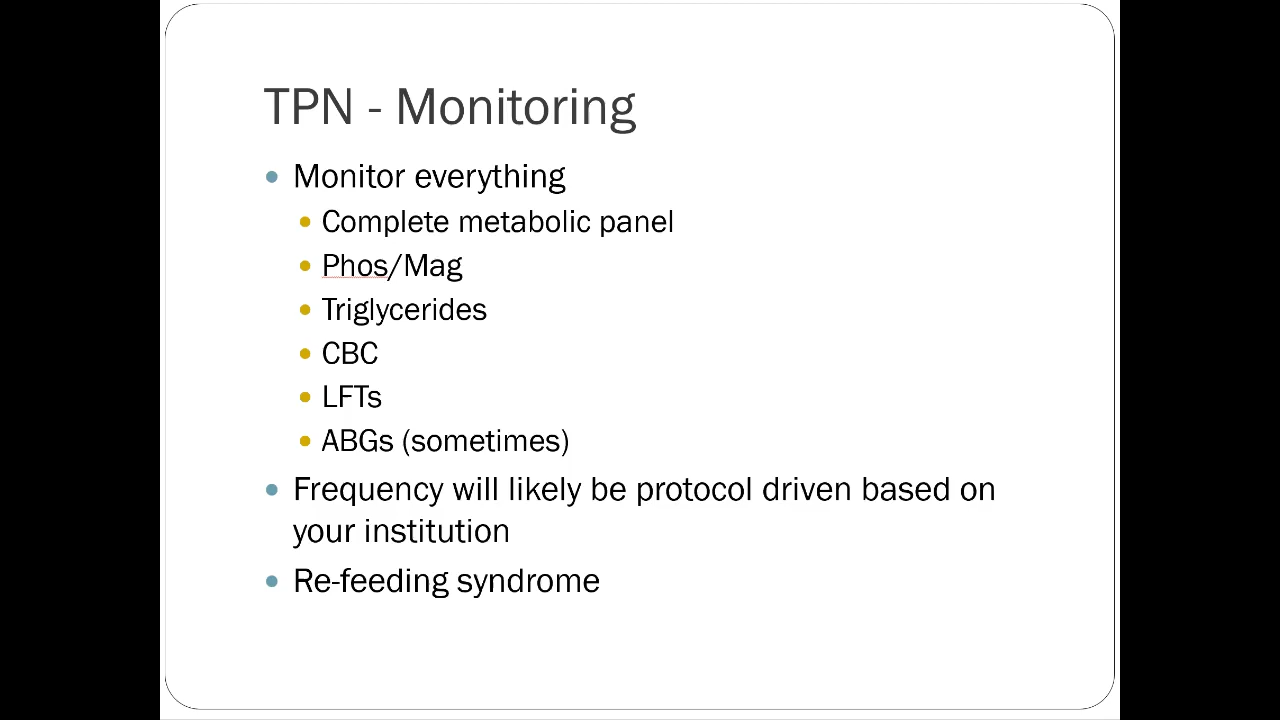 TPN - Monitoring
Monitor everything
Complete metabolic panel
Phos/Mag
Triglycerides
CBC
LFTs
ABGs (sometimes)
Frequency will likely be protocol driven based on
your institution
Re-feeding syndrome